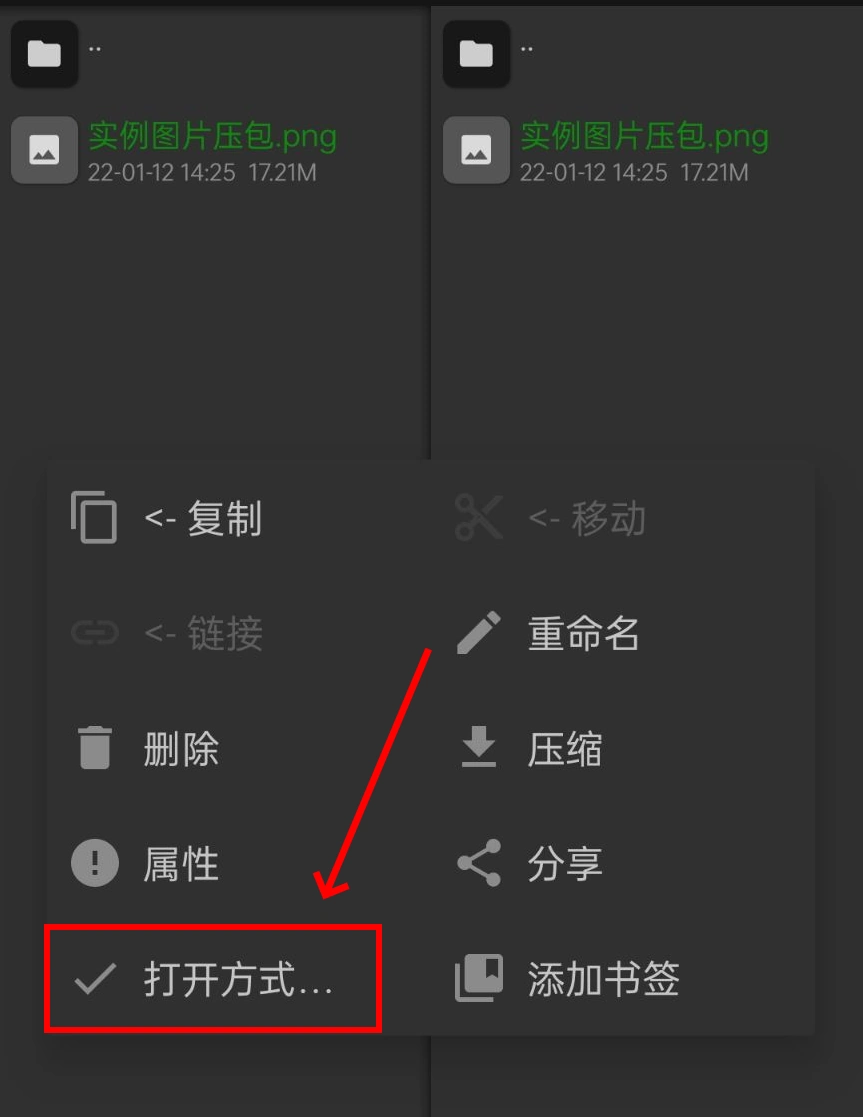 ..
实例图片压包.png
22-01-12 14:25 17.21M
..
实例图片压包.png
22-01-12 14:25 17.21M
<- 复制
<- 移动
<- 链接
重命名
删除
压缩
属性
分享
打开方式...
添加书签